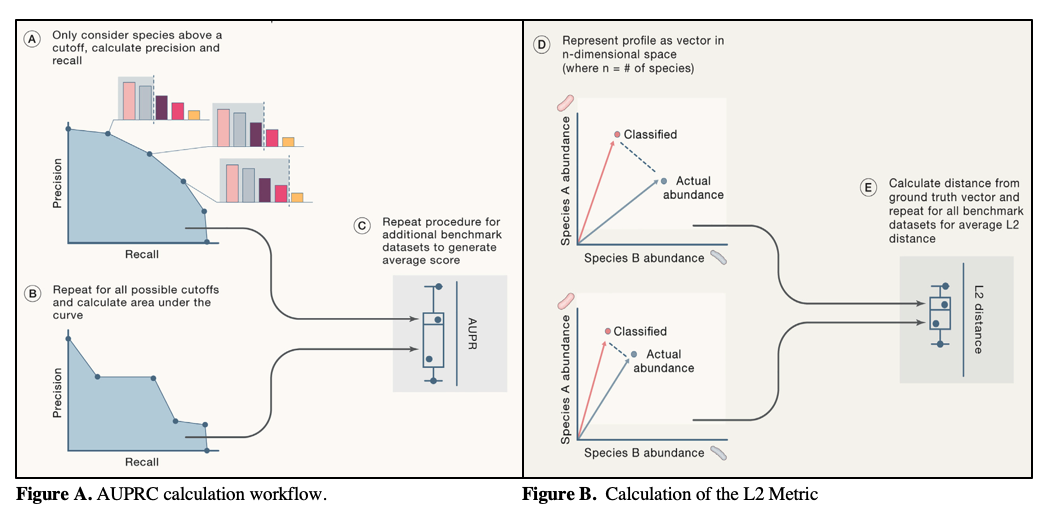 A
Only consider species above a
cutoff, calculate precision and
recall
Precision
Recall
B
Repeat for all possible cutoffs
and calculate area under the
curve
Precision
Recall
C
Repeat procedure for
additional benchmark
datasets to generate
average score
AUPR
D
Represent profile as vector in
n-dimensional space
(where n = # of species)
Species A abundance
Classified
Actual
abundance
Species B abundance
Species A abundance
Classified
Actual
abundance
Species B abundance
E
Calculate distance from
ground truth vector and
repeat for all benchmark
datasets for average L2
distance
L2 distance
Figure A. AUPRC calculation workflow.
Figure B. Calculation of the L2 Metric